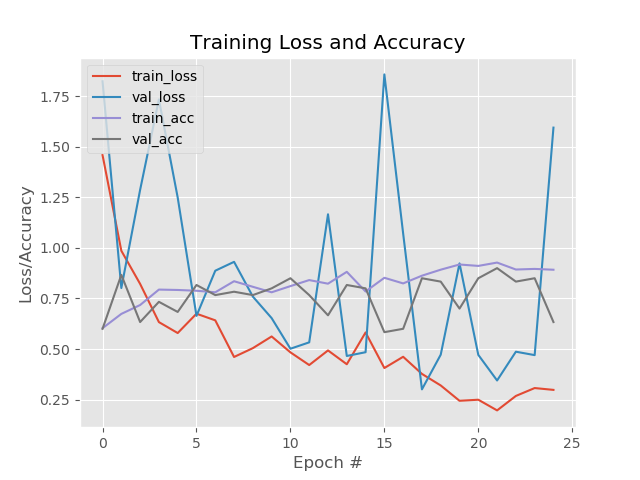 Training Loss and Accuracy
train_loss
val_loss
train_acc
val_acc
Loss/Accuracy
1.75
1.50
1.25
1.00
0.75
0.50
0.25
0 5 10 15 20 25
Epoch #